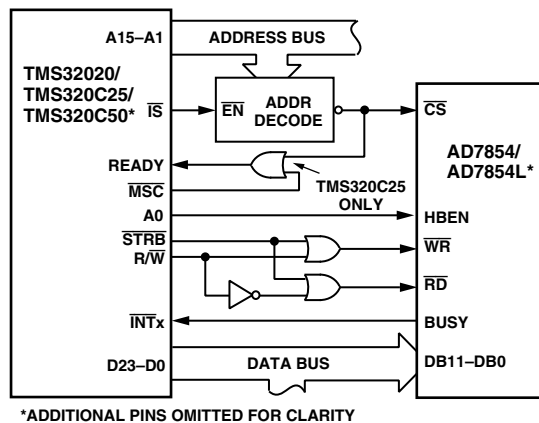 A15–A1
ADDRESS BUS
TMS32020/
TMS320C25/
TMS320C50*
IS
EN
ADDR
DECODE
CS
READY
AD7854/
AD7854L*
MSC
TMS320C25
ONLY
A0
HBEN
STRB
R/W
WR
RD
INTx
BUSY
D23–D0
DATA BUS
DB11–DB0
*ADDITIONAL PINS OMITTED FOR CLARITY